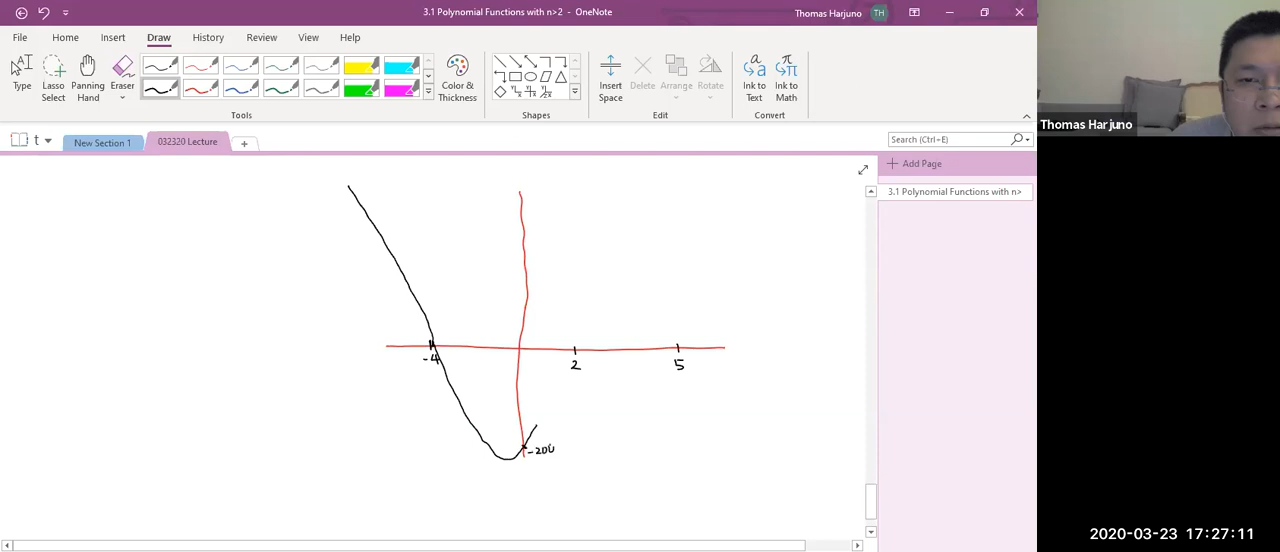 3.1 Polynomial Functions with n>2 - OneNote
Thomas Harjuno TH
File Home Insert Draw History Review View Help
Type Lasso Select Panning Hand Eraser Color & Thickness Insert Space Delete Arrange Rotate Ink to Text Ink to Math
Tools Shapes Edit Convert
t New Section 1 032320 Lecture Search (Ctrl+E)
Add Page
3.1 Polynomial Functions with n>
-4 2 5
-200
Thomas Harjuno
2020-03-23 17:27:11